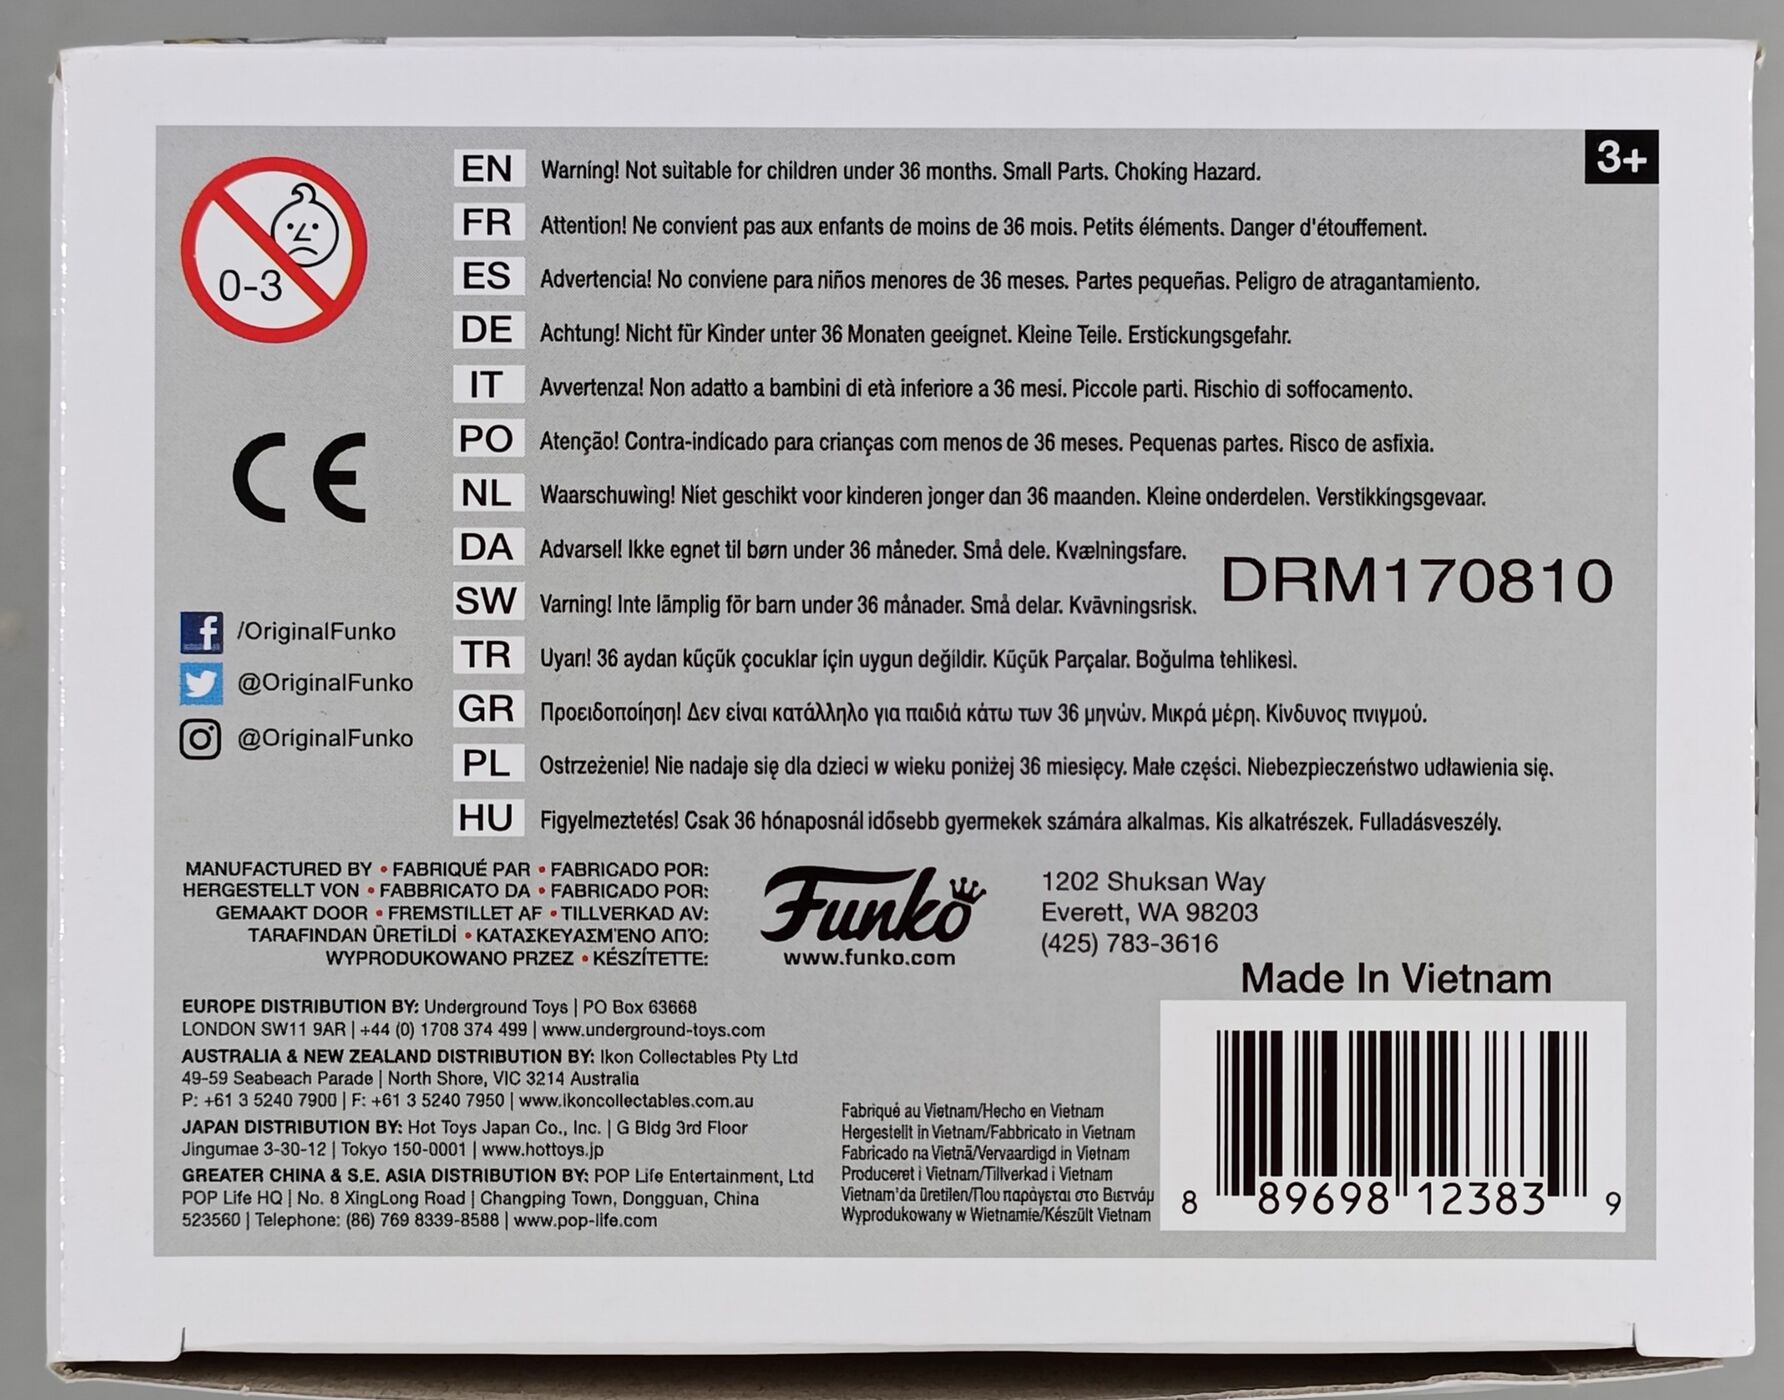 3+
0-3
EN Warning! Not suitable for children under 36 months. Small Parts. Choking Hazard.
FR Attention! Ne convient pas aux enfants de moins de 36 mois. Petits éléments. Danger d'étouffement.
ES Advertencia! No conviene para niños menores de 36 meses. Partes pequeñas. Peligro de atragantamiento.
DE Achtung! Nicht für Kinder unter 36 Monaten geeignet. Kleine Teile. Erstickungsgefahr.
IT Avvertenza! Non adatto a bambini di età inferiore a 36 mesi. Piccole parti. Rischio di soffocamento.
PO Atenção! Contra-indicado para crianças com menos de 36 meses. Pequenas partes. Risco de asfixia.
NL Waarschuwing! Niet geschikt voor kinderen jonger dan 36 maanden. Kleine onderdelen. Verstikkingsgevaar.
DA Advarsel! Ikke egnet til børn under 36 måneder. Små dele. Kvælningsfare.
SW Varning! Inte lämplig för barn under 36 månader. Små delar. Kvävningsrisk.
TR Uyarı! 36 aydan küçük çocuklar için uygun değildir. Küçük Parçalar. Boğulma tehlikesi.
GR Προειδοποίηση! Δεν είναι κατάλληλο για παιδιά κάτω των 36 μηνών. Μικρά μέρη. Κίνδυνος πνιγμού.
PL Ostrzeżenie! Nie nadaje się dla dzieci w wieku poniżej 36 miesięcy. Małe części. Niebezpieczeństwo udławienia się.
HU Figyelmeztetés! Csak 36 hónaposnál idősebb gyermekek számára alkalmas. Kis alkatrészek. Fulladásveszély.
DRM170810
CE
/OriginalFunko
@OriginalFunko
@OriginalFunko
MANUFACTURED BY • FABRIQUÉ PAR • FABRICADO POR:
HERGESTELLT VON • FABBRICATO DA • FABRICADO POR:
GEMAAKT DOOR • FREMSTILLET AF • TILLVERKAD AV:
TARAFINDAN ÜRETİLDİ • ΚΑΤΑΣΚΕΥΑΣΜΈΝΟ ΑΠΌ:
WYPRODUKOWANO PRZEZ • KÉSZÍTETTE:
Funko
www.funko.com
1202 Shuksan Way
Everett, WA 98203
(425) 783-3616
Made In Vietnam
EUROPE DISTRIBUTION BY: Underground Toys | PO Box 63668
LONDON SW11 9AR | +44 (0) 1708 374 499 | www.underground-toys.com
AUSTRALIA & NEW ZEALAND DISTRIBUTION BY: Ikon Collectables Pty Ltd
49-59 Seabeach Parade | North Shore, VIC 3214 Australia
P: +61 3 5240 7900 | F: +61 3 5240 7950 | www.ikoncollectables.com.au
JAPAN DISTRIBUTION BY: Hot Toys Japan Co., Inc. | G Bldg 3rd Floor
Jingumae 3-30-12 | Tokyo 150-0001 | www.hottoys.jp
GREATER CHINA & S.E. ASIA DISTRIBUTION BY: POP Life Entertainment, Ltd
POP Life HQ | No. 8 XingLong Road | Changping Town, Dongguan, China
523560 | Telephone: (86) 769 8339-8588 | www.pop-life.com
Fabriqué au Vietnam/Hecho en Vietnam
Hergestellt in Vietnam/Fabbricato in Vietnam
Fabricado na Vietnã/Vervaardigd in Vietnam
Produceret i Vietnam/Tillverkad i Vietnam
Vietnam'da üretilen/Που παράγεται στο Βιετνάμ
Wyprodukowany w Wietnamie/Készült Vietnam
8 89698 12383 9